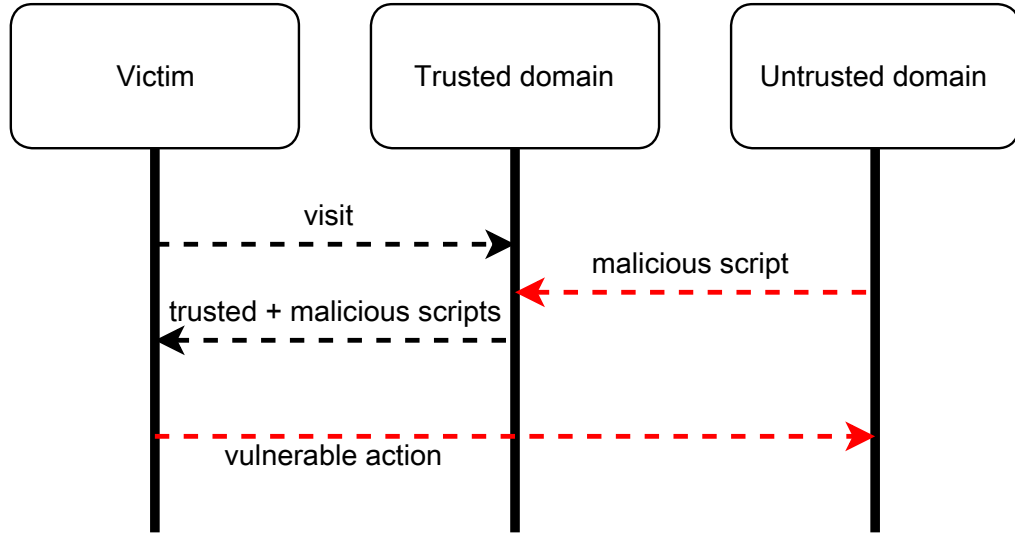 Victim
Trusted domain
Untrusted domain
visit
malicious script
trusted + malicious scripts
vulnerable action